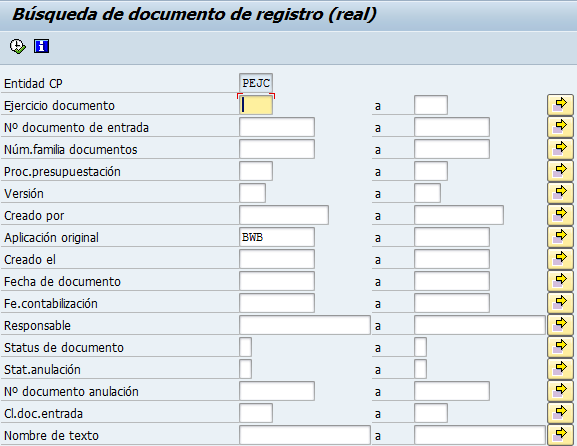 Búsqueda de documento de registro (real)
Entidad CP PEJC
Ejercicio documento a
Nº documento de entrada a
Núm.familia documentos a
Proc.presupuestación a
Versión a
Creado por a
Aplicación original BWB a
Creado el a
Fecha de documento a
Fe.contabilización a
Responsable a
Status de documento a
Stat.anulación a
Nº documento anulación a
Cl.doc.entrada a
Nombre de texto a